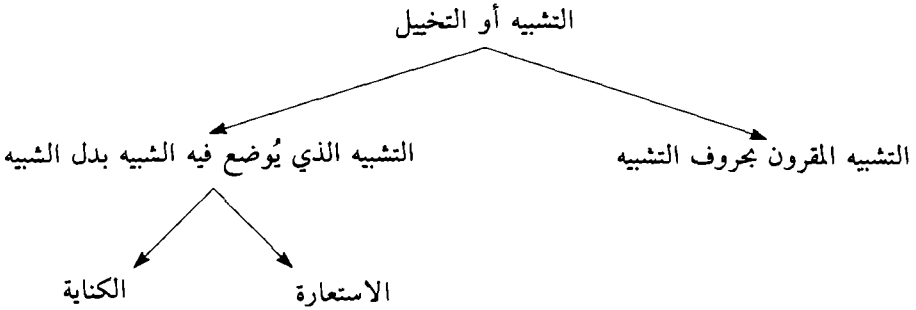 التشبيه أو التخييل
التشبيه المقرون بحروف التشبيه
التشبيه الذي يُوضع فيه الشبيه بدل الشبيه
الاستعارة
الكناية